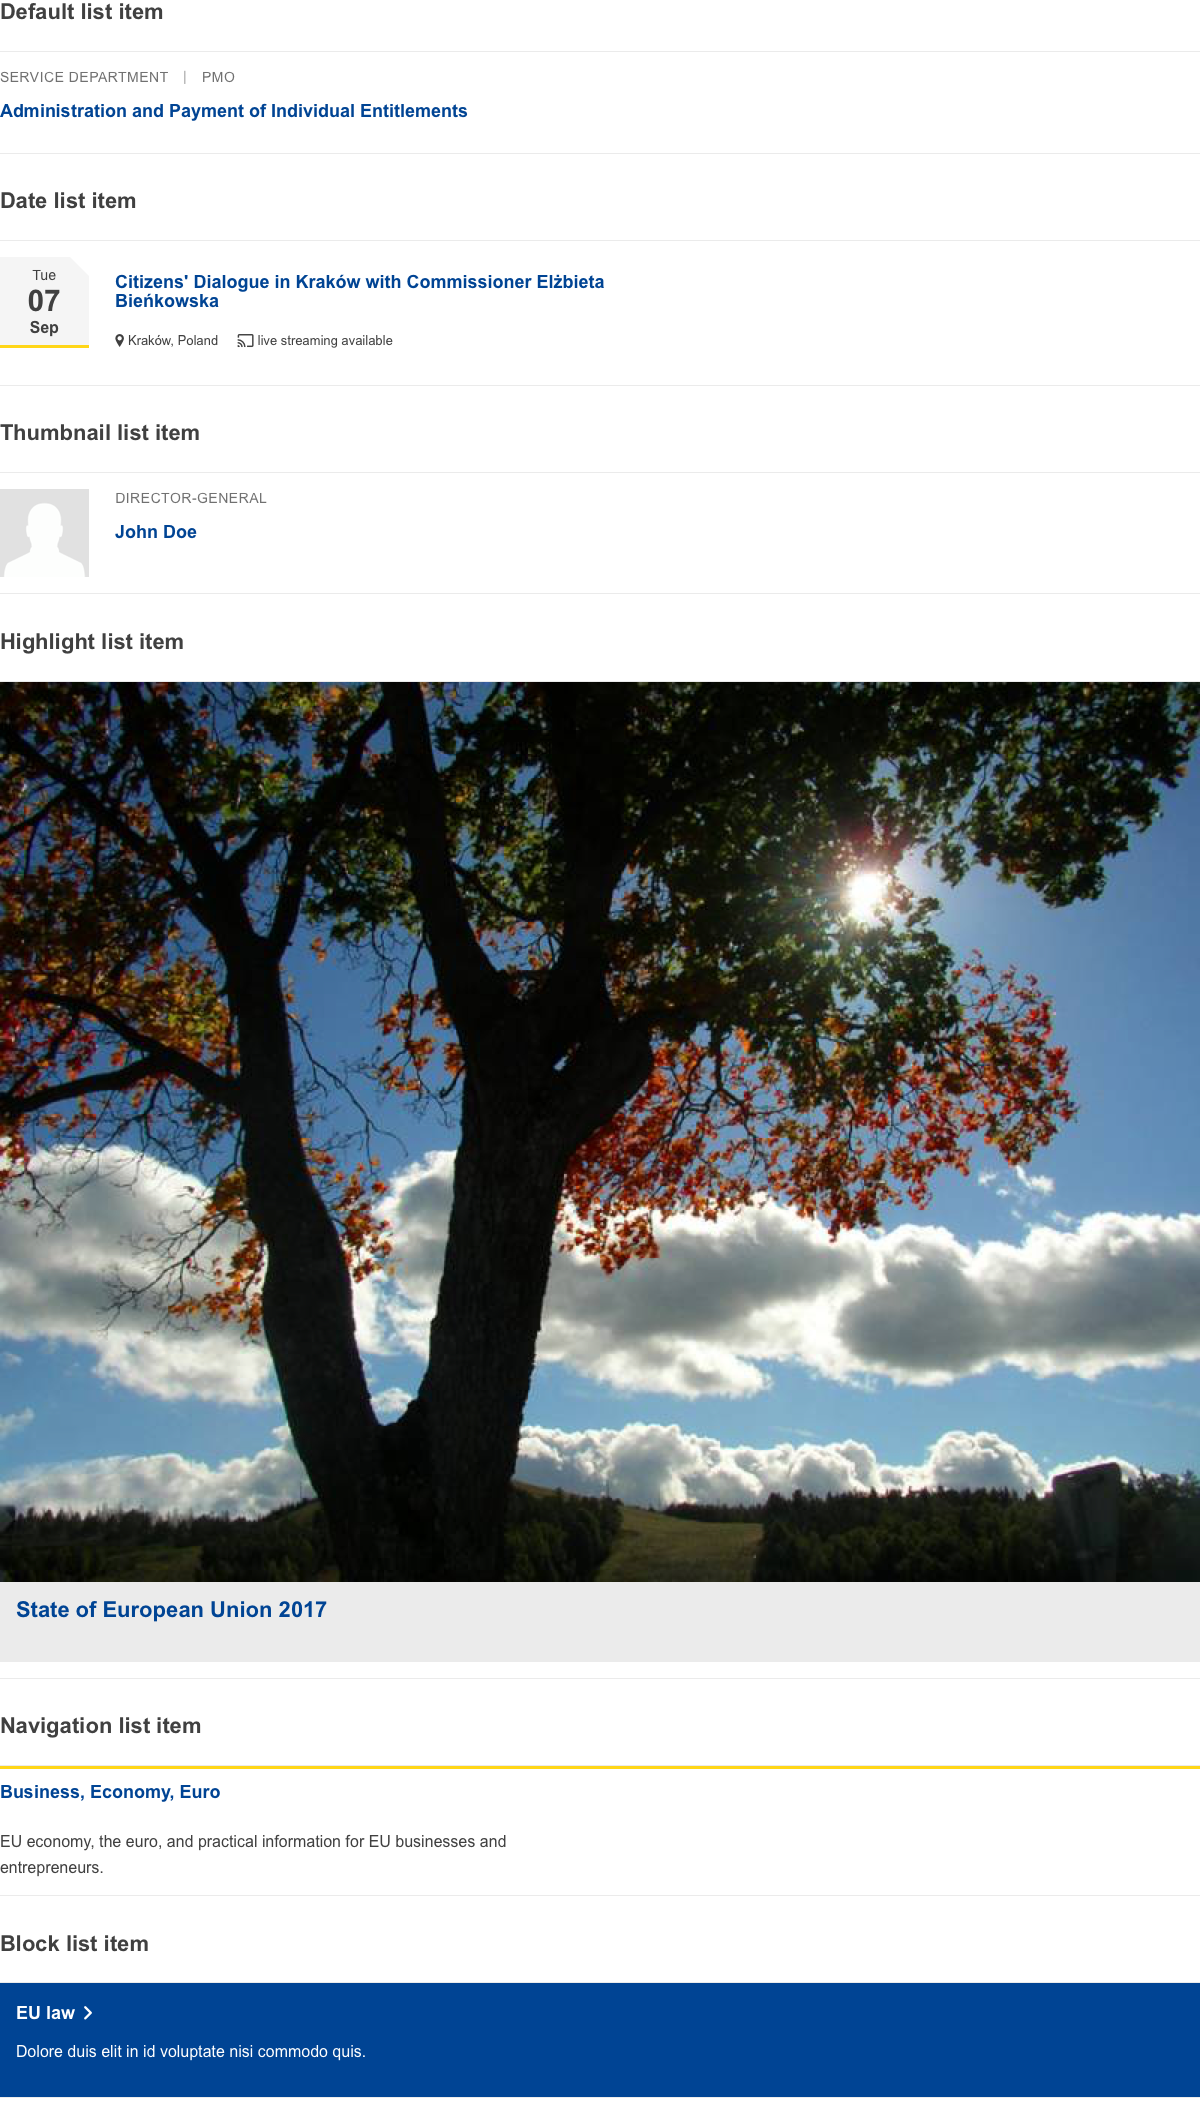 Default list item
SERVICE DEPARTMENT | PMO
Administration and Payment of Individual Entitlements
Date list item
Tue
07
Sep
Citizens' Dialogue in Kraków with Commissioner Elżbieta
Bieńkowska
Kraków, Poland live streaming available
Thumbnail list item
DIRECTOR-GENERAL
John Doe
Highlight list item
State of European Union 2017
Navigation list item
Business, Economy, Euro
EU economy, the euro, and practical information for EU businesses and
entrepreneurs.
Block list item
EU law
Dolore duis elit in id voluptate nisi commodo quis.